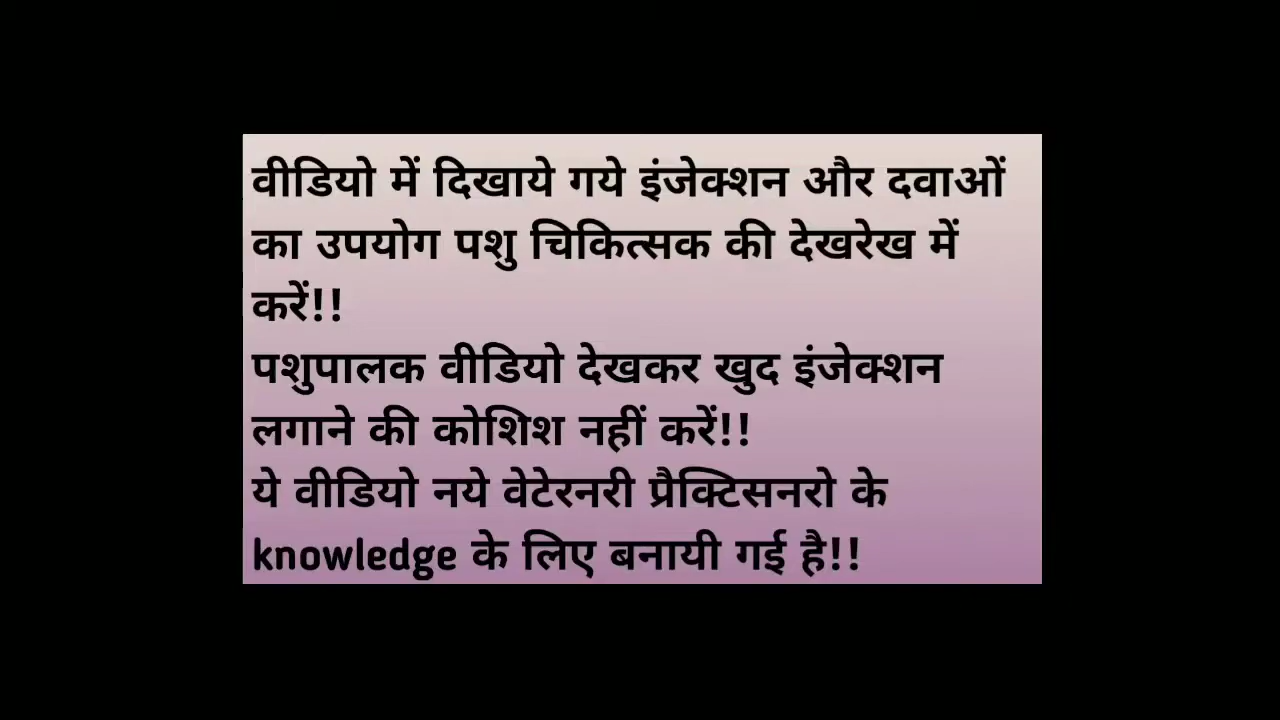 वीडियो में दिखाये गये इंजेक्शन और दवाओं
का उपयोग पशु चिकित्सक की देखरेख में
करें!!
पशुपालक वीडियो देखकर खुद इंजेक्शन
लगाने की कोशिश नहीं करें!!
ये वीडियो नये वेटेरनरी प्रैक्टिसनरो के
knowledge के लिए बनायी गई है!!